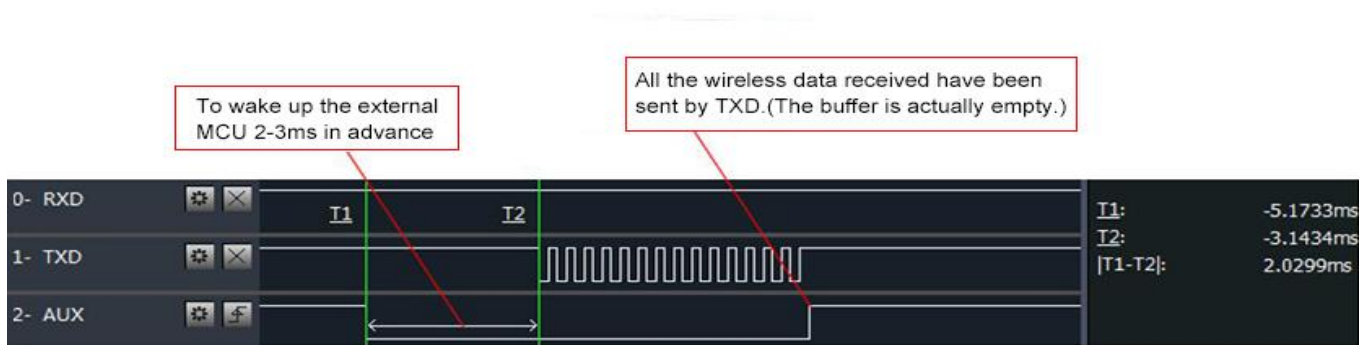 To wake up the external
MCU 2-3ms in advance
All the wireless data received have been
sent by TXD.(The buffer is actually empty.)
0- RXD
T1
T2
1- TXD
2- AUX
T1: -5.1733ms
T2: -3.1434ms
|T1-T2|: 2.0299ms